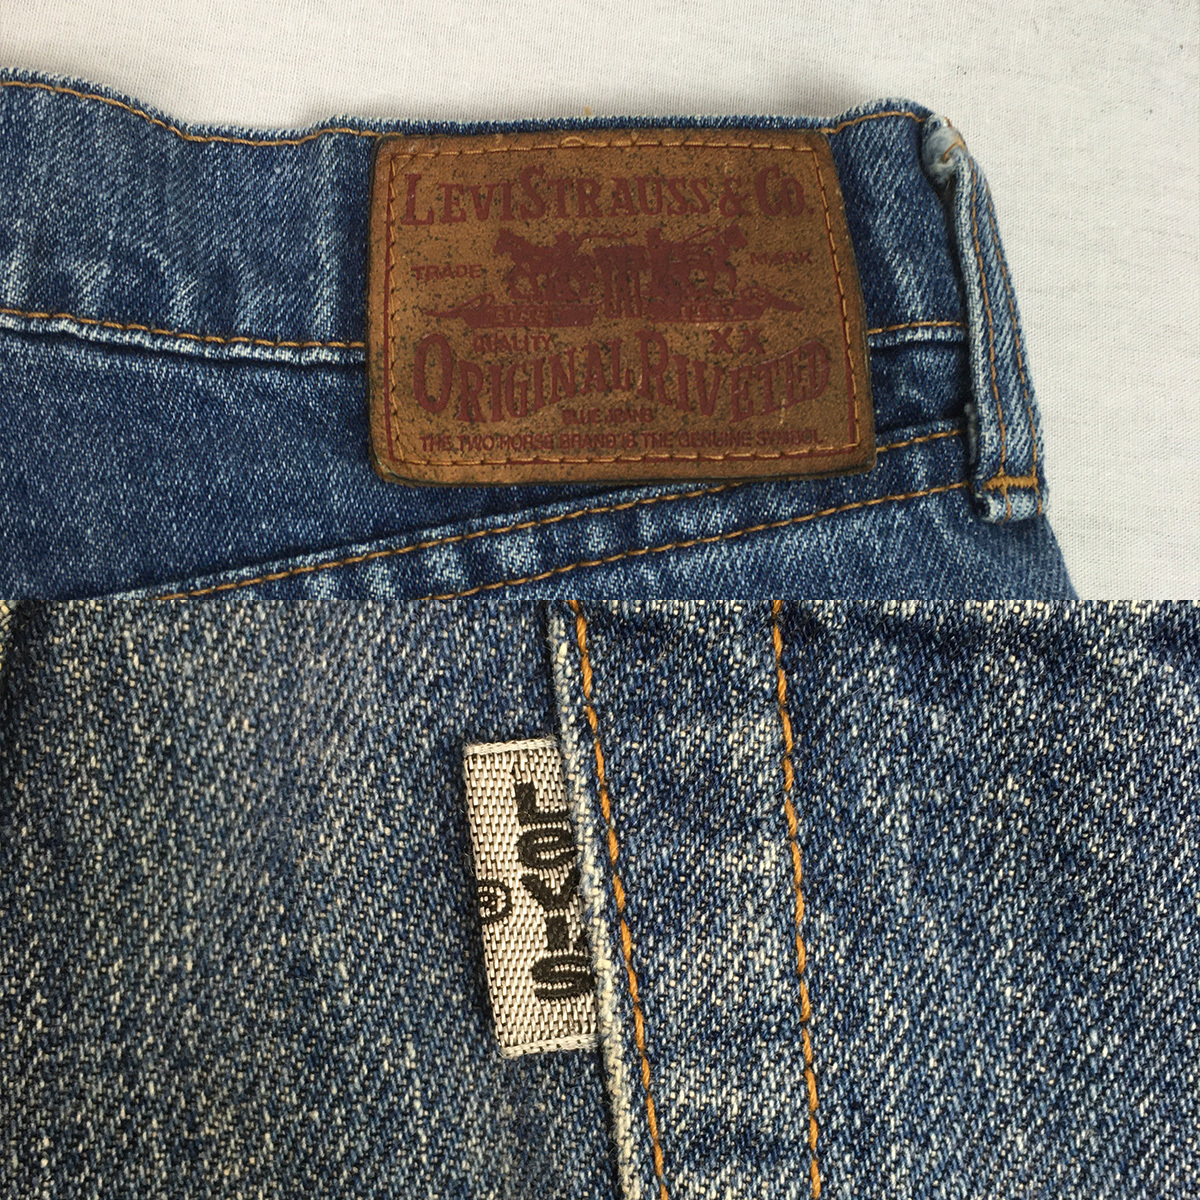 LEVI STRAUSS & CO.
TRADE MARK
QUALITY XX
ORIGINAL RIVETED
BLUE JEANS
THE TWO HORSE BRAND IS THE GENUINE SYMBOL
LEVI'S
®